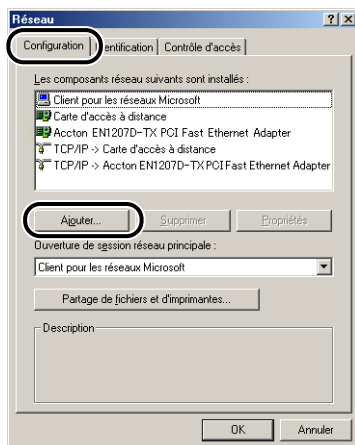 Réseau
Configuration Identification Contrôle d'accès
Les composants réseau suivants sont installés :
Client pour les réseaux Microsoft
Carte d'accès à distance
Accton EN1207D-TX PCI Fast Ethernet Adapter
TCP/IP -> Carte d'accès à distance
TCP/IP -> Accton EN1207D-TX PCI Fast Ethernet Adapter
Ajouter... Supprimer Propriétés
Ouverture de session réseau principale :
Client pour les réseaux Microsoft
Partage de fichiers et d'imprimantes...
Description
OK Annuler